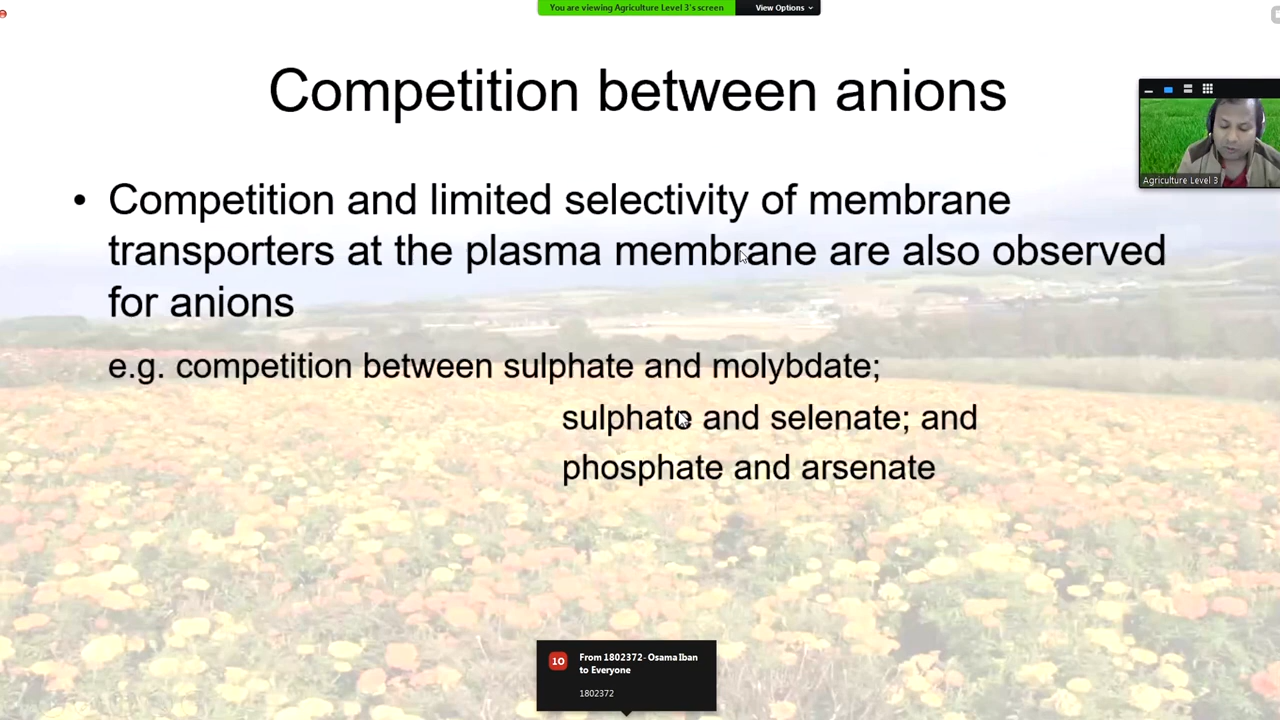 You are viewing Agriculture Level 3's screen
View Options
Competition between anions
Agriculture Level 3
• Competition and limited selectivity of membrane
transporters at the plasma membrane are also observed
for anions
e.g. competition between sulphate and molybdate;
sulphate and selenate; and
phosphate and arsenate
10
From 1802372- Osama Iban
to Everyone
1802372